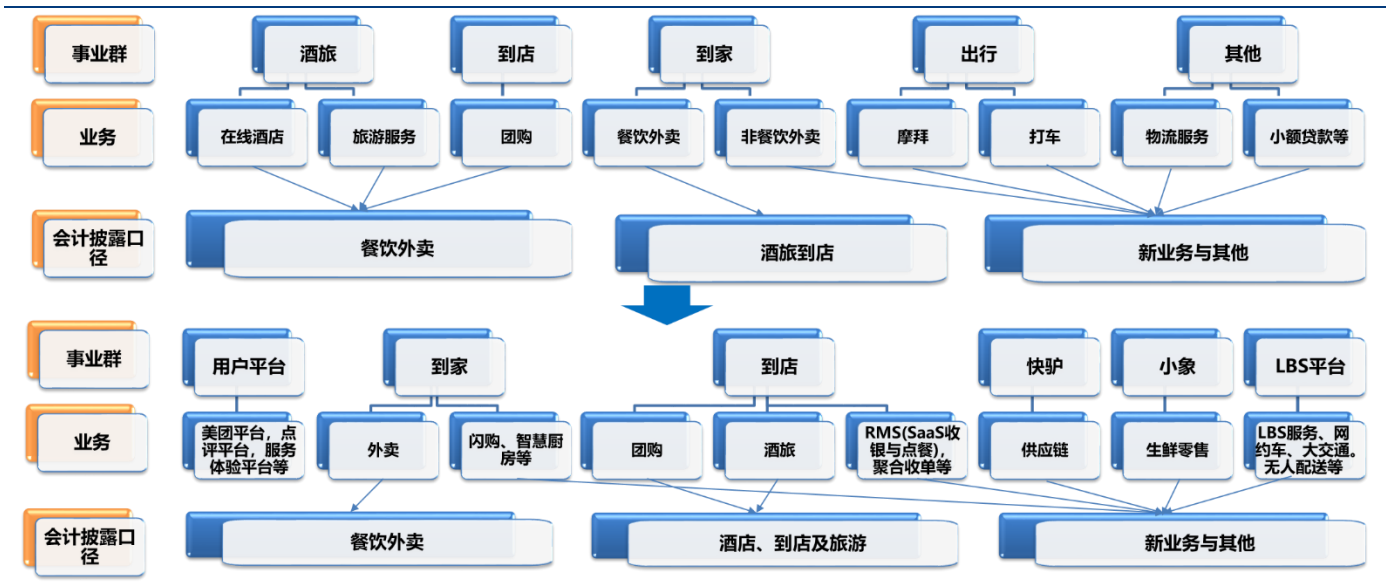 事业群
酒旅
到店
到家
出行
其他
业务
在线酒店
旅游服务
团购
餐饮外卖
非餐饮外卖
摩拜
打车
物流服务
小额贷款等
会计披露口
径
餐饮外卖
酒旅到店
新业务与其他
事业群
用户平台
到家
到店
快驴
小象
LBS平台
业务
美团平台，点
评平台，服务
体验平台等
外卖
闪购、智慧厨
房等
团购
酒旅
RMS(SaaS收
银与点餐)，
聚合收单等
供应链
生鲜零售
LBS服务、网
约车、大交通。
无人配送等
会计披露口
径
餐饮外卖
酒店、到店及旅游
新业务与其他